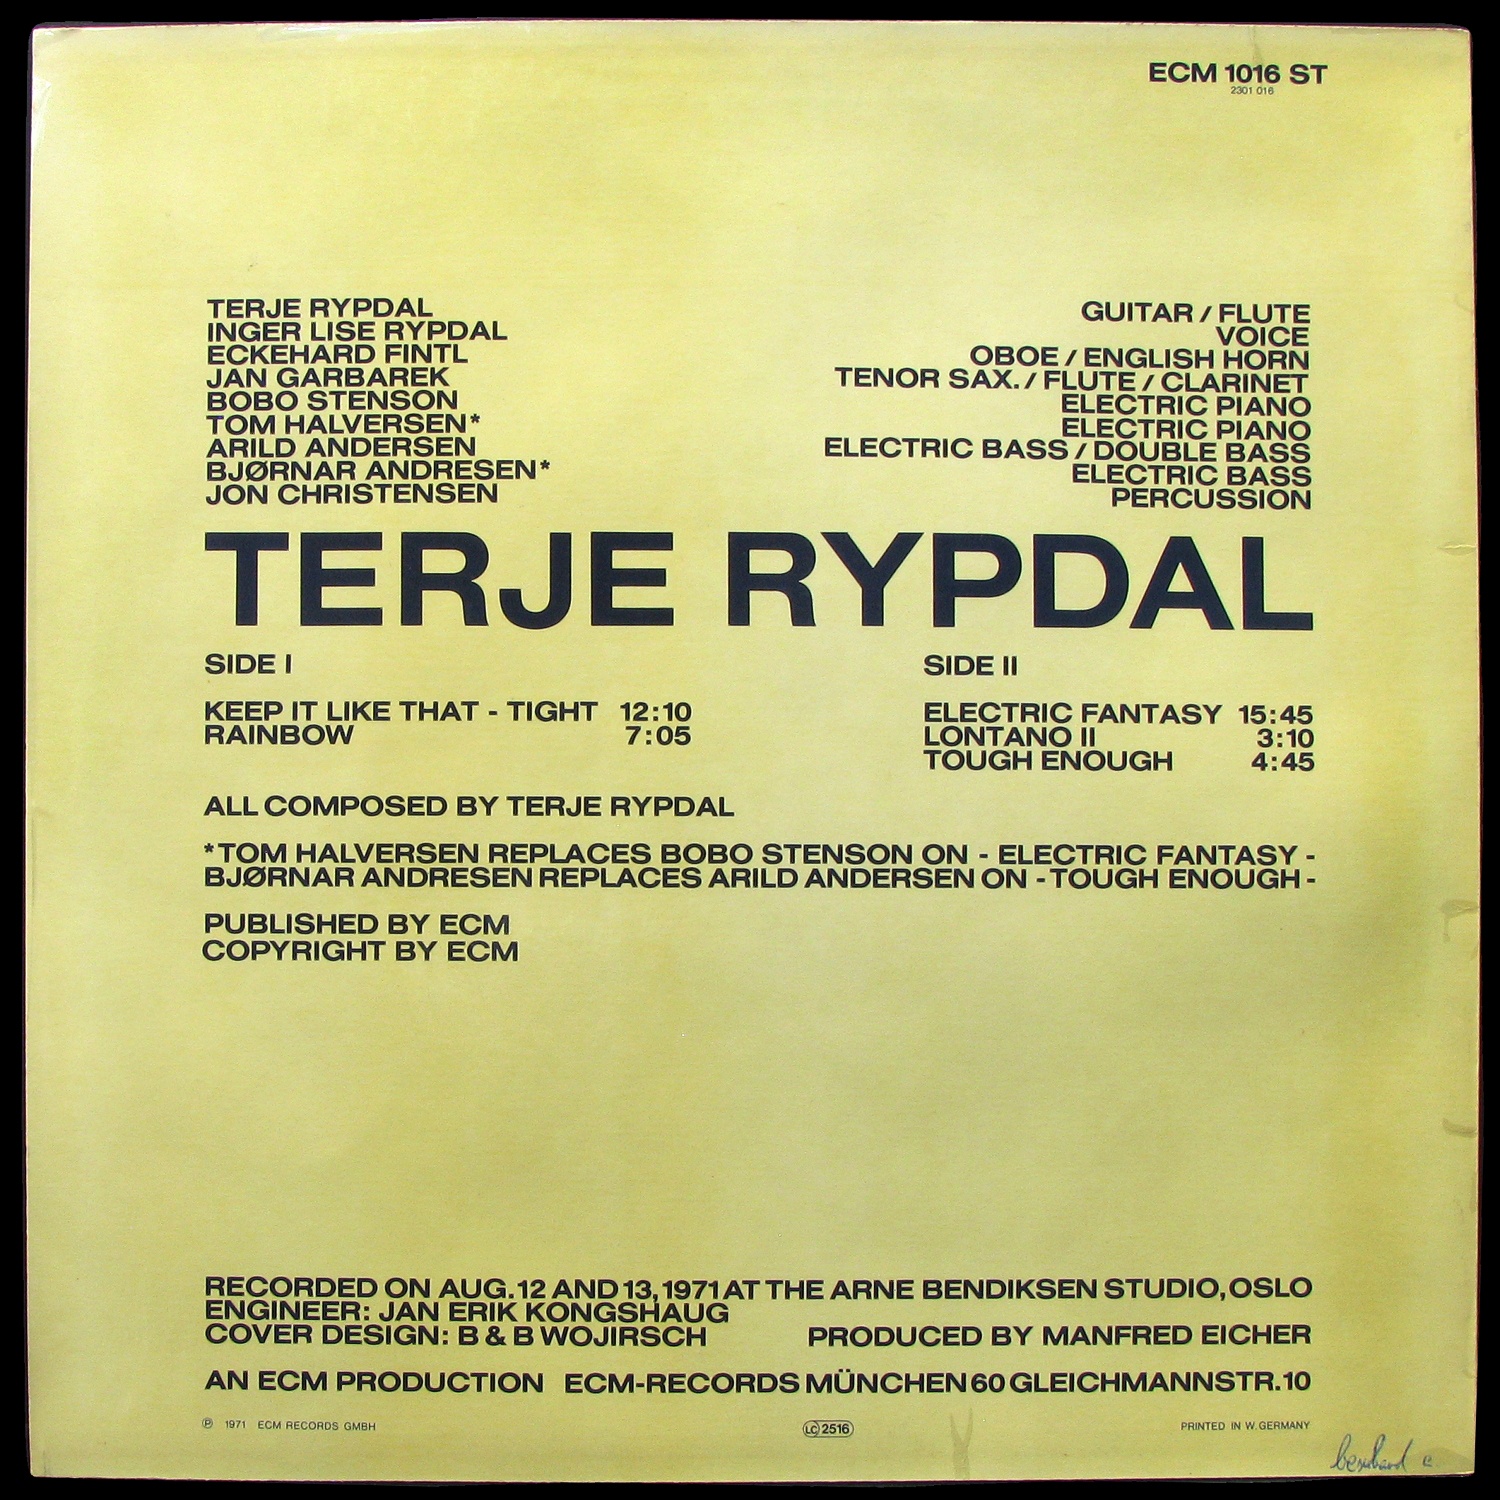 ECM 1016 ST
2301 016
TERJE RYPDAL GUITAR / FLUTE
INGER LISE RYPDAL VOICE
ECKEHARD FINTL OBOE / ENGLISH HORN
JAN GARBAREK TENOR SAX. / FLUTE / CLARINET
BOBO STENSON ELECTRIC PIANO
TOM HALVERSEN* ELECTRIC PIANO
ARILD ANDERSEN ELECTRIC BASS / DOUBLE BASS
BJØRNAR ANDRESEN* ELECTRIC BASS
JON CHRISTENSEN PERCUSSION
TERJE RYPDAL
SIDE I
KEEP IT LIKE THAT - TIGHT 12:10
RAINBOW 7:05
SIDE II
ELECTRIC FANTASY 15:45
LONTANO II 3:10
TOUGH ENOUGH 4:45
ALL COMPOSED BY TERJE RYPDAL
*TOM HALVERSEN REPLACES BOBO STENSON ON - ELECTRIC FANTASY -
BJØRNAR ANDRESEN REPLACES ARILD ANDERSEN ON - TOUGH ENOUGH -
PUBLISHED BY ECM
COPYRIGHT BY ECM
RECORDED ON AUG. 12 AND 13, 1971 AT THE ARNE BENDIKSEN STUDIO, OSLO
ENGINEER: JAN ERIK KONGSHAUG
COVER DESIGN: B & B WOJIRSCH PRODUCED BY MANFRED EICHER
AN ECM PRODUCTION ECM-RECORDS MÜNCHEN 60 GLEICHMANNSTR. 10
℗ 1971 ECM RECORDS GMBH LC 2516 PRINTED IN W. GERMANY